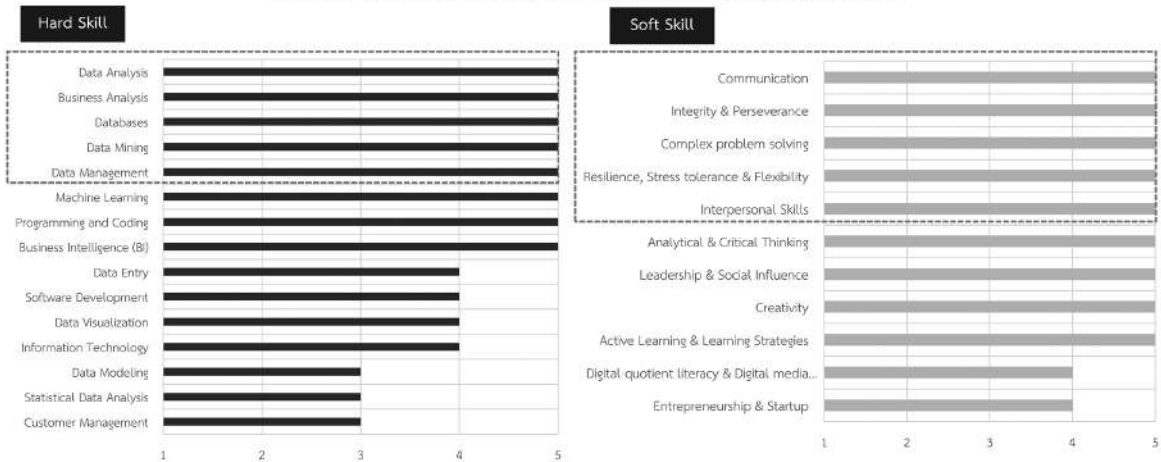 Hard Skill
Data Analysis
Business Analysis
Databases
Data Mining
Data Management
Machine Learning
Programming and Coding
Business Intelligence (BI)
Data Entry
Software Development
Data Visualization
Information Technology
Data Modeling
Statistical Data Analysis
Customer Management
1 2 3 4 5
Soft Skill
Communication
Integrity & Perseverance
Complex problem solving
Resilience, Stress tolerance & Flexibility
Interpersonal Skills
Analytical & Critical Thinking
Leadership & Social Influence
Creativity
Active Learning & Learning Strategies
Digital quotient literacy & Digital media...
Entrepreneurship & Startup
1 2 3 4 5